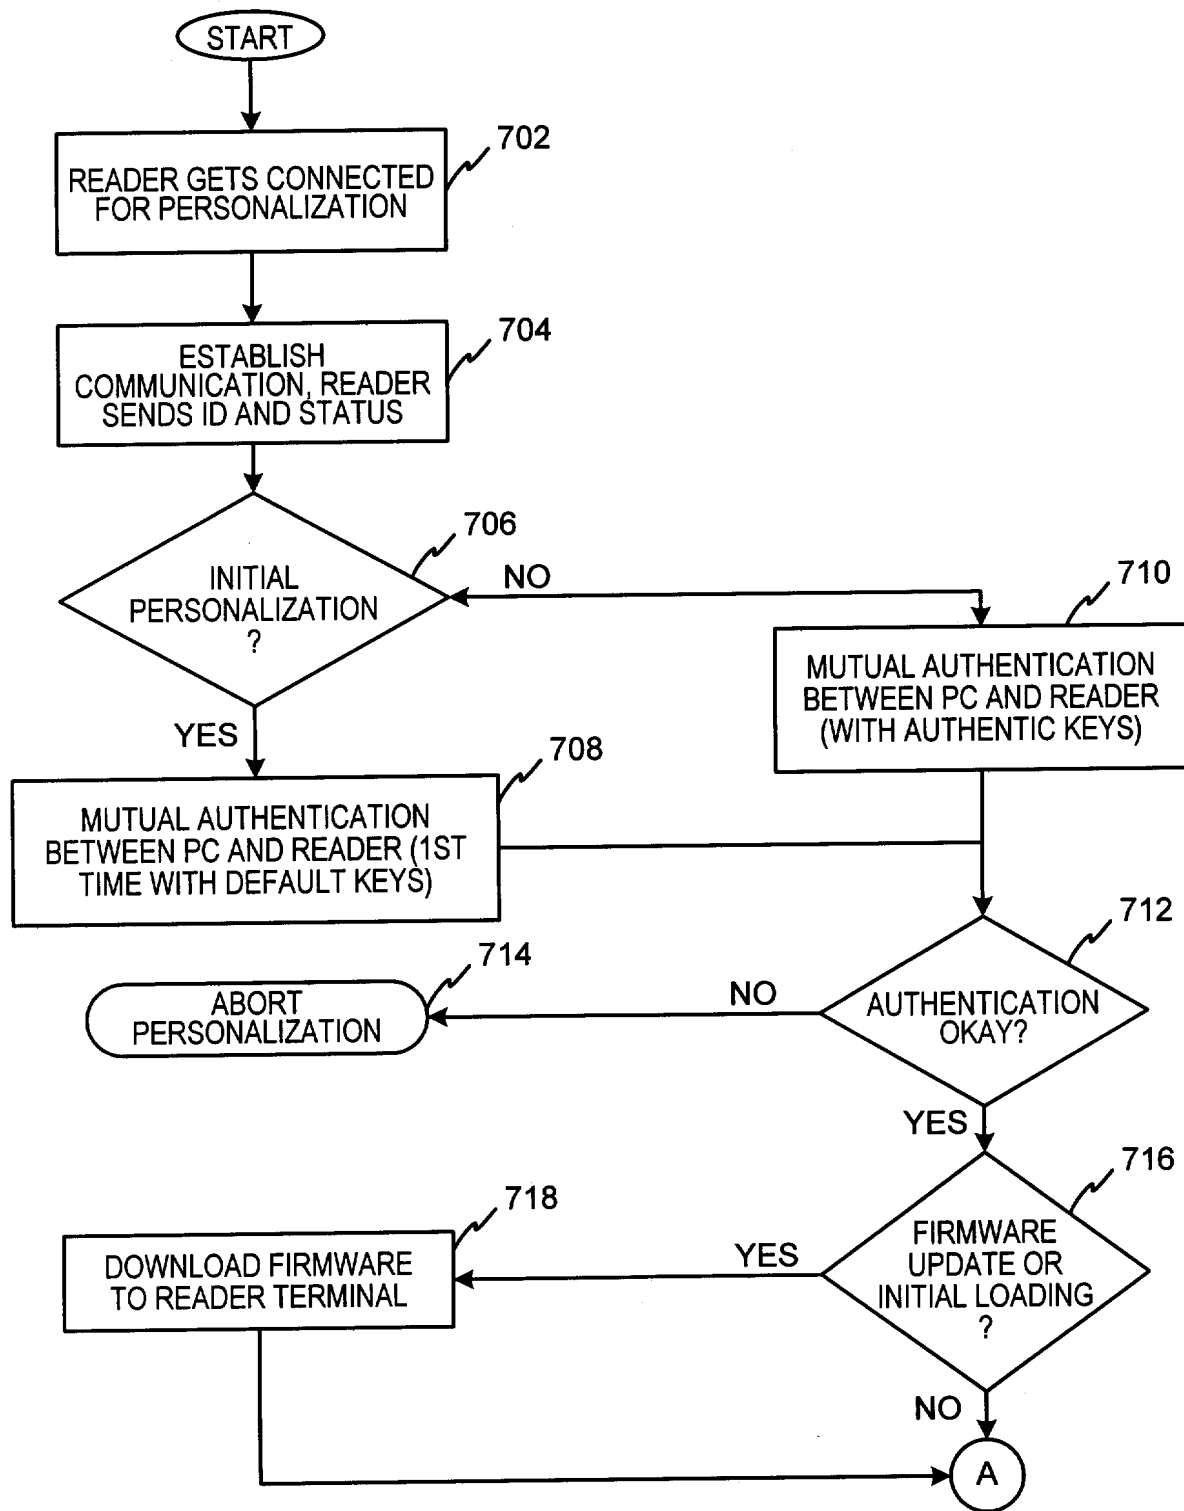 START
702
READER GETS CONNECTED
FOR PERSONALIZATION
704
ESTABLISH
COMMUNICATION, READER
SENDS ID AND STATUS
706
INITIAL
PERSONALIZATION
?
NO
710
MUTUAL AUTHENTICATION
BETWEEN PC AND READER
(WITH AUTHENTIC KEYS)
YES
708
MUTUAL AUTHENTICATION
BETWEEN PC AND READER (1ST
TIME WITH DEFAULT KEYS)
712
AUTHENTICATION
OKAY?
NO
714
ABORT
PERSONALIZATION
YES
716
FIRMWARE
UPDATE OR
INITIAL LOADING
?
YES
718
DOWNLOAD FIRMWARE
TO READER TERMINAL
NO
A